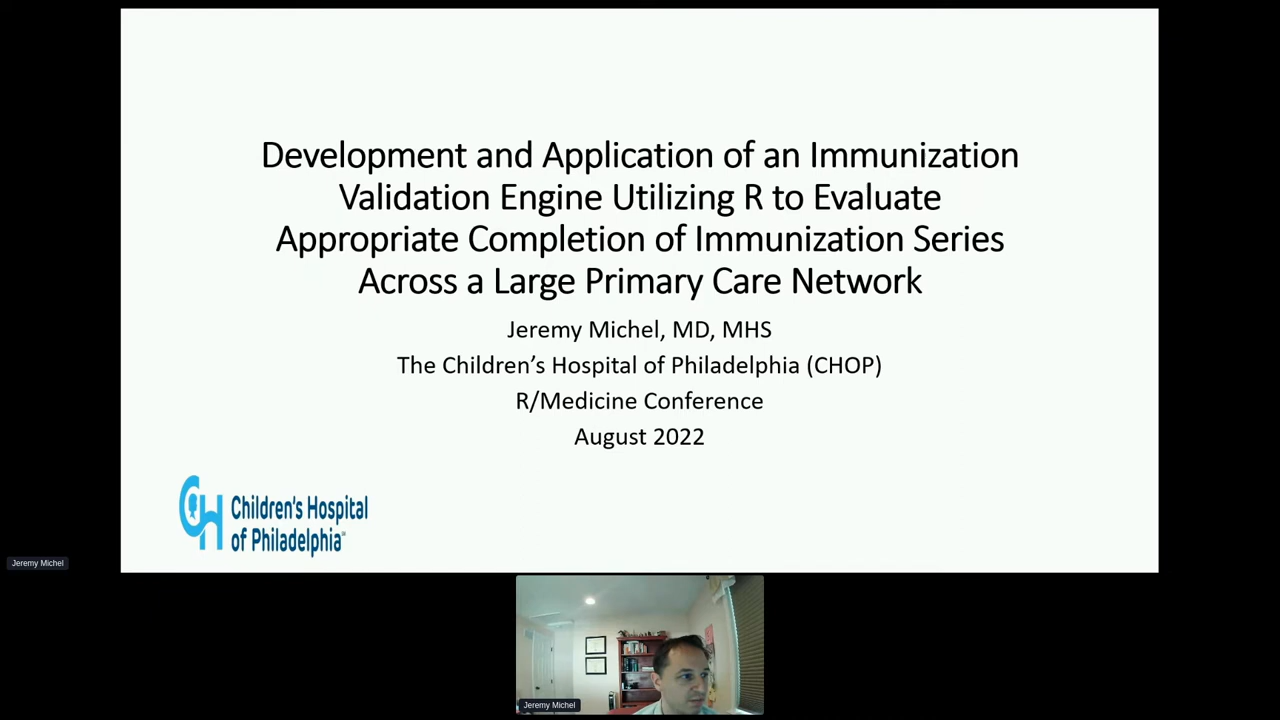 Development and Application of an Immunization
Validation Engine Utilizing R to Evaluate
Appropriate Completion of Immunization Series
Across a Large Primary Care Network
Jeremy Michel, MD, MHS
The Children's Hospital of Philadelphia (CHOP)
R/Medicine Conference
August 2022
Children's Hospital
of Philadelphia®
Jeremy Michel
Jeremy Michel